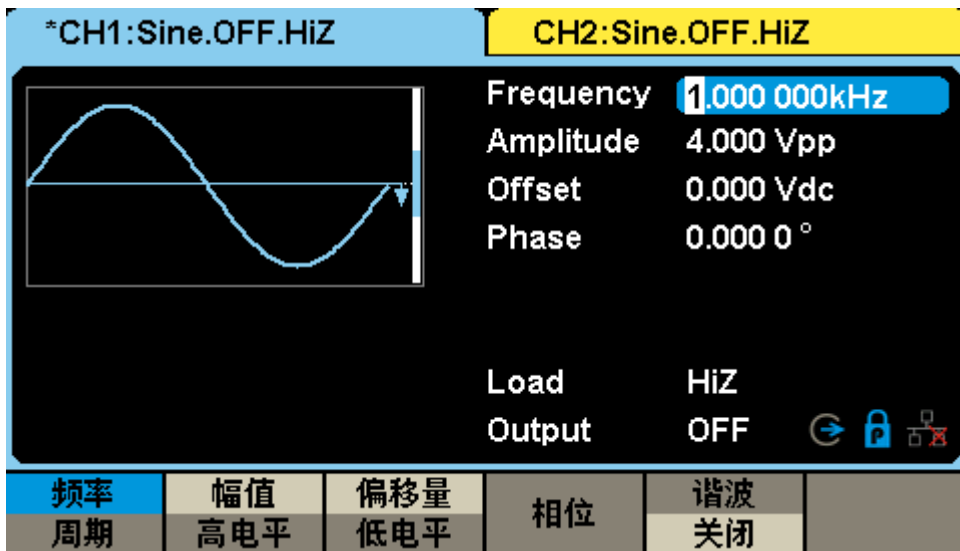 *CH1:Sine.OFF.HiZ
CH2:Sine.OFF.HiZ
Frequency 1.000 000kHz
Amplitude 4.000 Vpp
Offset 0.000 Vdc
Phase 0.000 0 °
Load HiZ
Output OFF
P
频率 幅值 偏移量 相位 谐波
周期 高电平 低电平 关闭